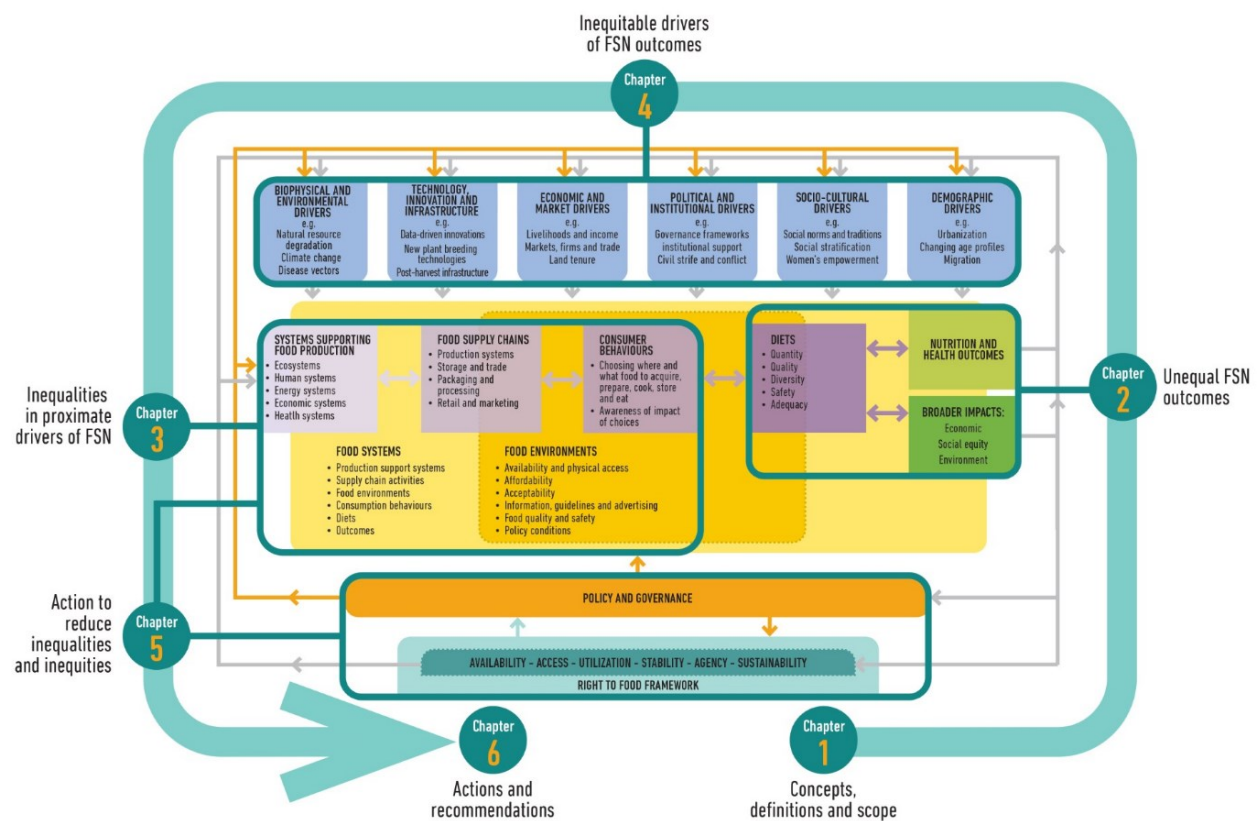 Inequitable drivers
of FSN outcomes
Chapter
4
BIOPHYSICAL AND
ENVIRONMENTAL
DRIVERS
e.g.
Natural resource
degradation
Climate change
Disease vectors
TECHNOLOGY,
INNOVATION AND
INFRASTRUCTURE
e.g.
Data-driven innovations
New plant breeding
technologies
Post-harvest infrastructure
ECONOMIC AND
MARKET DRIVERS
e.g.
Livelihoods and income
Markets, firms and trade
Land tenure
POLITICAL AND
INSTITUTIONAL DRIVERS
e.g.
Governance frameworks
institutional support
Civil strife and conflict
SOCIO-CULTURAL
DRIVERS
e.g.
Social norms and traditions
Social stratification
Women's empowerment
DEMOGRAPHIC
DRIVERS
e.g.
Urbanization
Changing age profiles
Migration
Inequalities
in proximate
drivers of FSN
Chapter
3
SYSTEMS SUPPORTING
FOOD PRODUCTION
• Ecosystems
• Human systems
• Energy systems
• Economic systems
• Health systems
FOOD SUPPLY CHAINS
• Production systems
• Storage and trade
• Packaging and
processing
• Retail and marketing
CONSUMER
BEHAVIOURS
• Choosing where and
what food to acquire,
prepare, cook, store
and eat
• Awareness of impact
of choices
DIETS
• Quantity
• Quality
• Diversity
• Safety
• Adequacy
NUTRITION AND
HEALTH OUTCOMES
BROADER IMPACTS:
Economic
Social equity
Environment
Chapter
2
Unequal FSN
outcomes
FOOD SYSTEMS
• Production support systems
• Supply chain activities
• Food environments
• Consumption behaviours
• Diets
• Outcomes
FOOD ENVIRONMENTS
• Availability and physical access
• Affordability
• Acceptability
• Information, guidelines and advertising
• Food quality and safety
• Policy conditions
Action to
reduce
inequalities
and inequities
Chapter
5
POLICY AND GOVERNANCE
AVAILABILITY - ACCESS - UTILIZATION - STABILITY - AGENCY - SUSTAINABILITY
RIGHT TO FOOD FRAMEWORK
Chapter
6
Actions and
recommendations
Chapter
1
Concepts,
definitions and scope